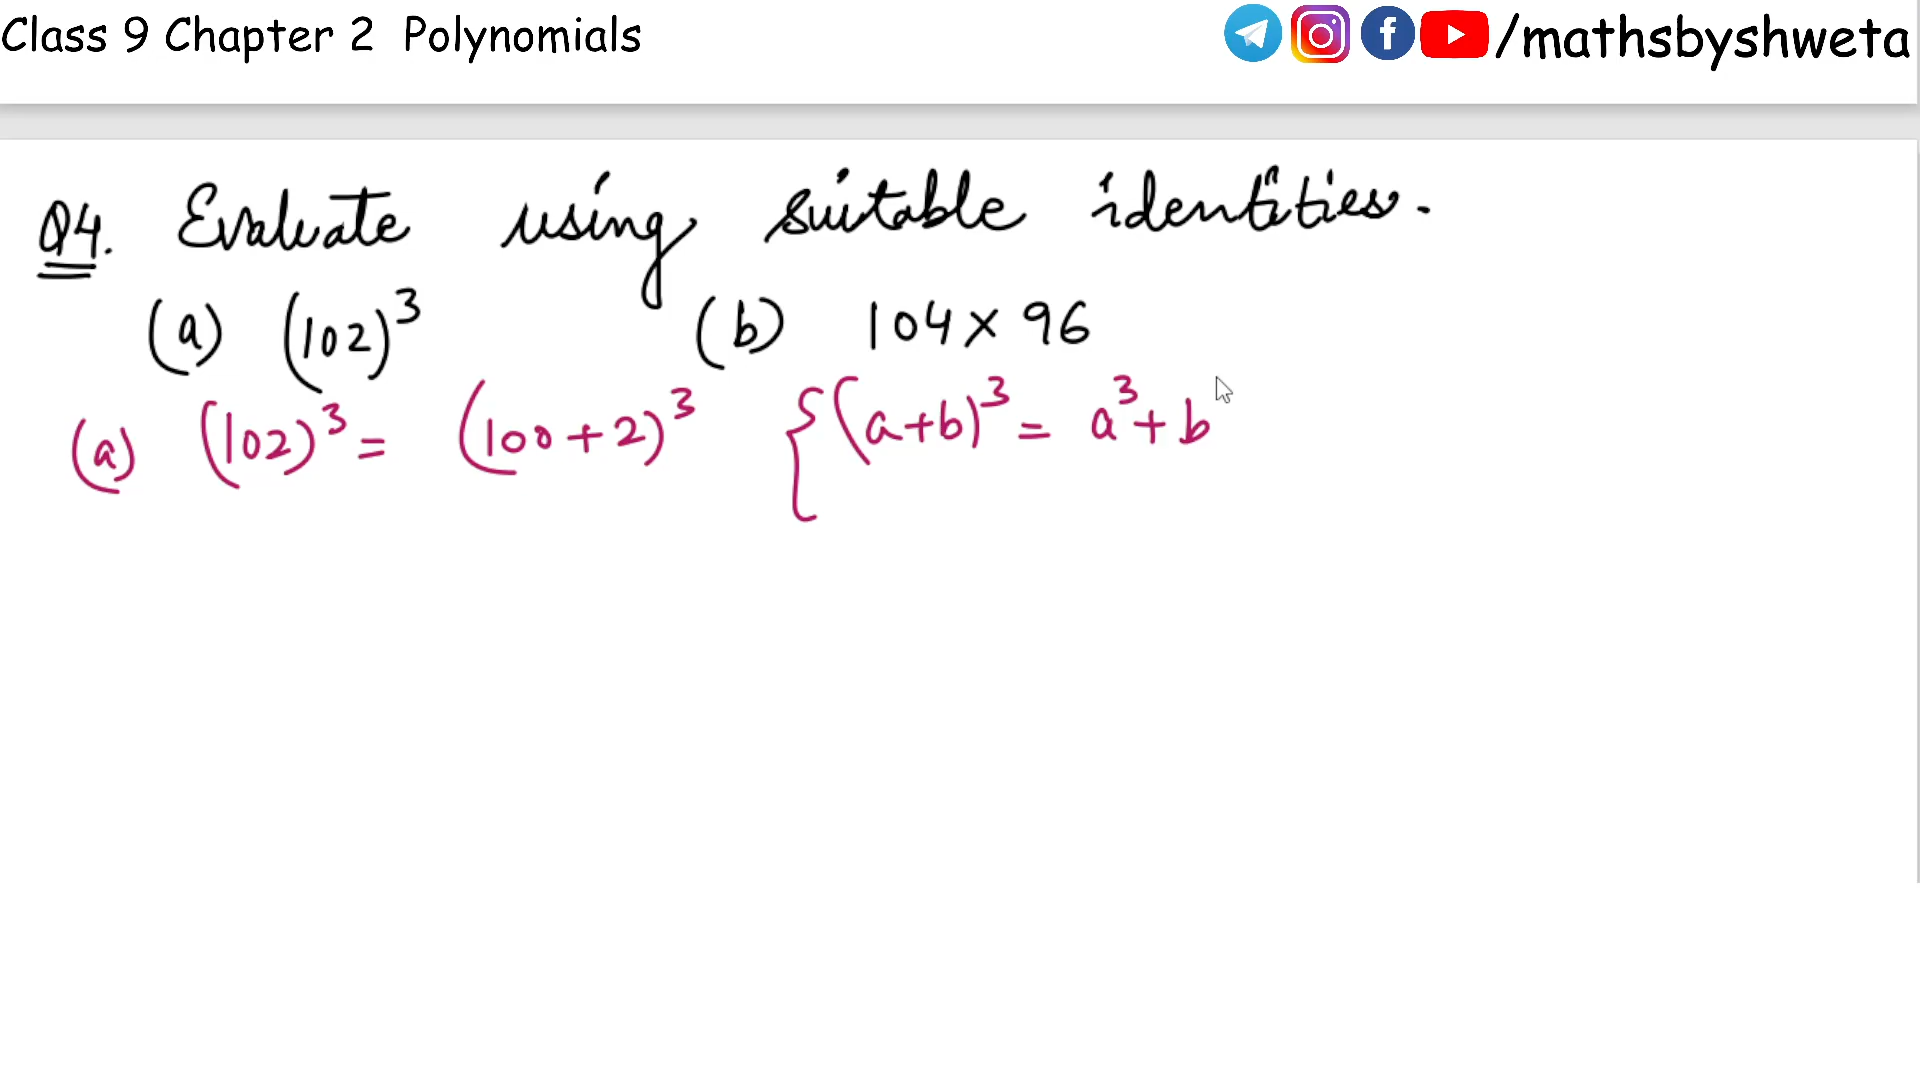 Class 9 Chapter 2 Polynomials /mathsbyshweta
Q4. Evaluate using suitable identities.
(a) (102)³ (b) 104 × 96
(a) (102)³ = (100+2)³ {(a+b)³ = a³+b